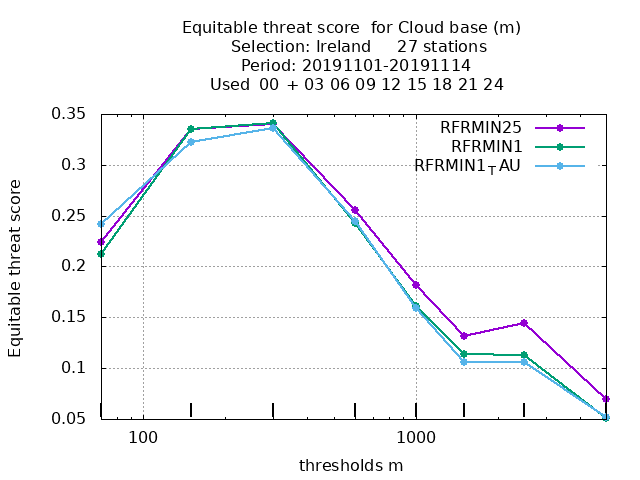 Equitable threat score  for Cloud base (m)
Selection: Ireland     27 stations
Period: 20191101-20191114
Used  00 + 03 06 09 12 15 18 21 24
RFRMIN25
RFRMIN1
RFRMIN1TAU
0.35
0.3
0.25
0.2
0.15
0.1
0.05
Equitable threat score
100
1000
thresholds m